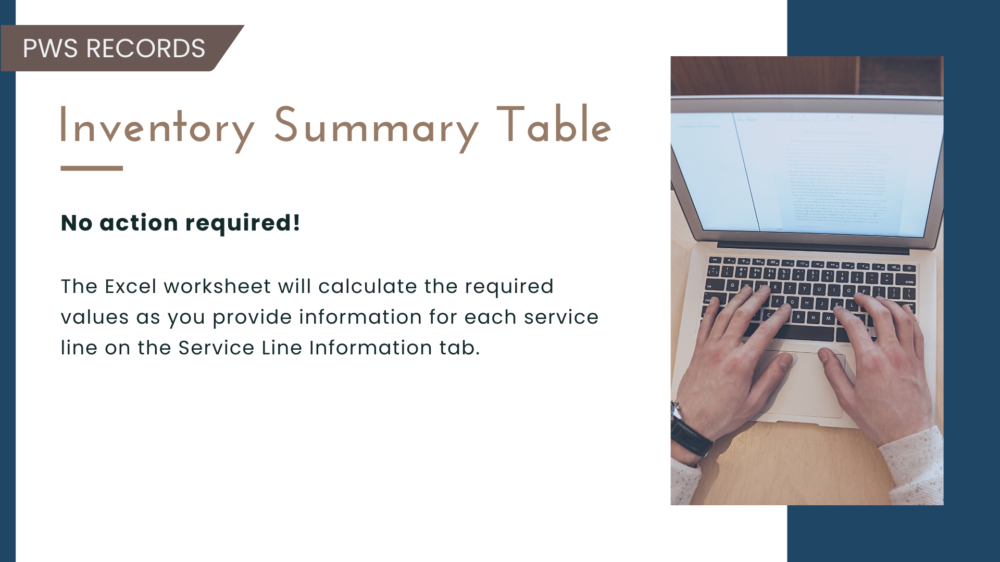 PWS RECORDS
Inventory Summary Table
No action required!
The Excel worksheet will calculate the required
values as you provide information for each service
line on the Service Line Information tab.